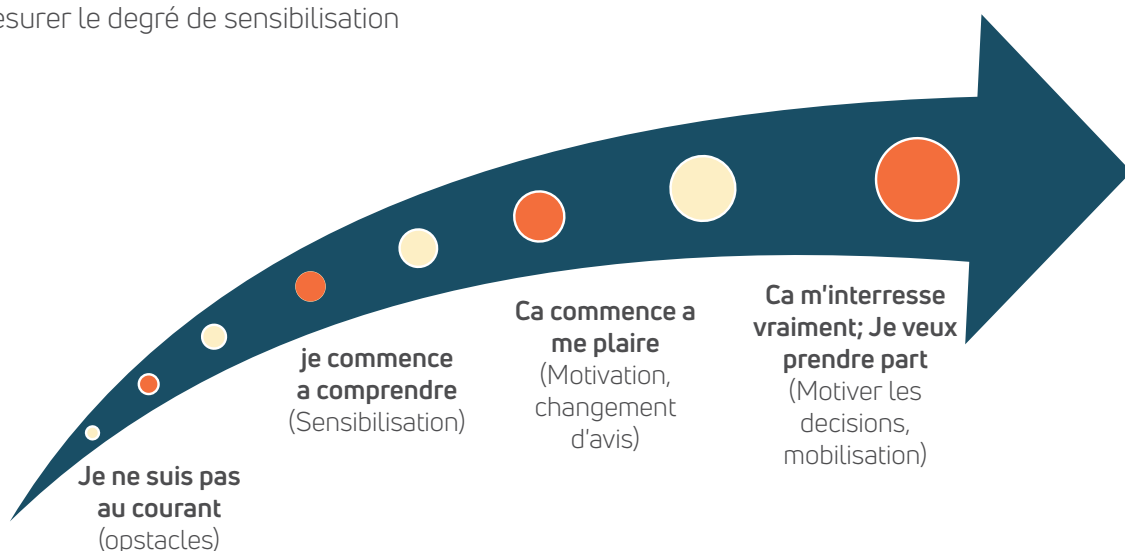 esurer le degré de sensibilisation
Je ne suis pas
au courant
(opstacles)
je commence
a comprendre
(Sensibilisation)
Ca commence a
me plaire
(Motivation,
changement
d'avis)
Ca m'interresse
vraiment; Je veux
prendre part
(Motiver les
decisions,
mobilisation)